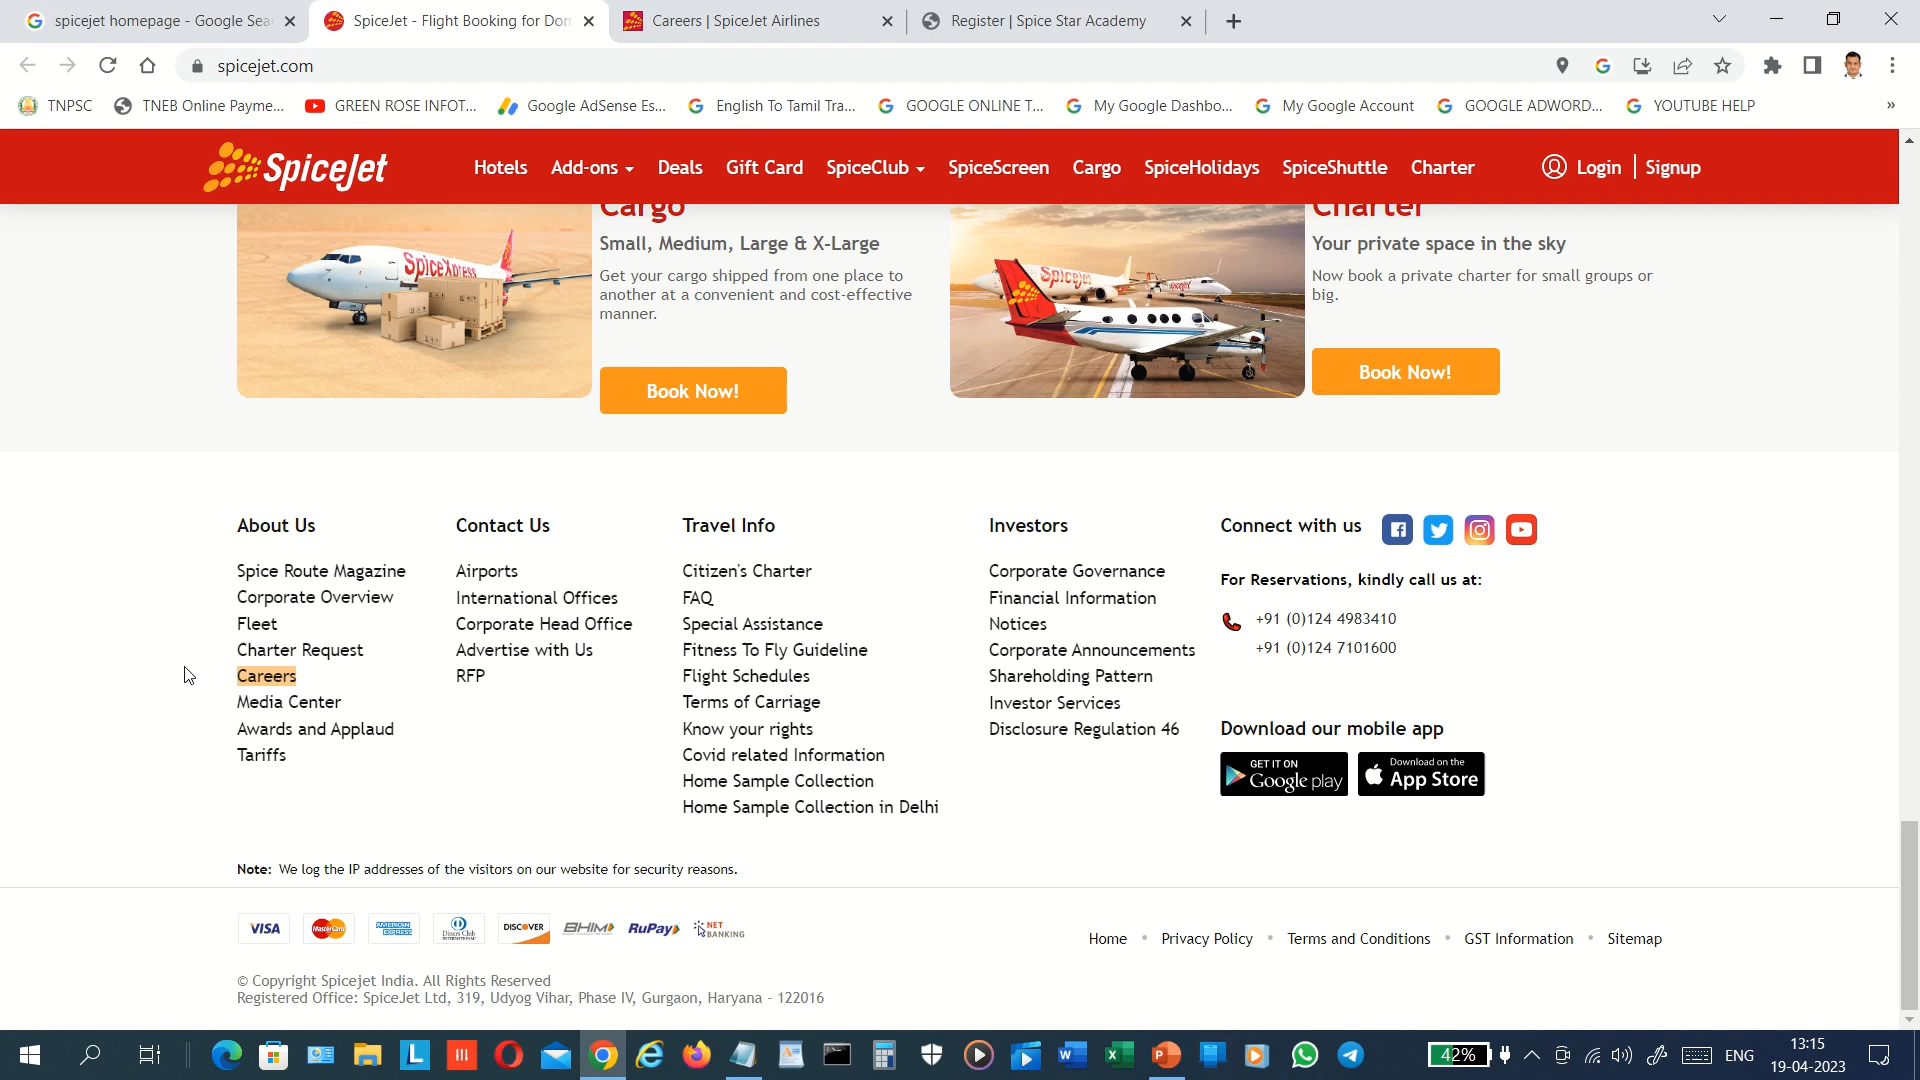 spicejet homepage - Google Sea
SpiceJet - Flight Booking for Dom
Careers | SpiceJet Airlines
Register | Spice Star Academy
spicejet.com
TNPSC
TNEB Online Payme...
GREEN ROSE INFOT...
Google AdSense Es...
English To Tamil Tra...
GOOGLE ONLINE T...
My Google Dashbo...
My Google Account
GOOGLE ADWORD...
YOUTUBE HELP
»
SpiceJet
Hotels
Add-ons
Deals
Gift Card
SpiceClub
SpiceScreen
Cargo
SpiceHolidays
SpiceShuttle
Charter
Login
Signup
Cargo
Small, Medium, Large & X-Large
Get your cargo shipped from one place to
another at a convenient and cost-effective
manner.
Book Now!
SpiceXpress
Charter
Your private space in the sky
Now book a private charter for small groups or
big.
Book Now!
SpiceJet
spiceJet
About Us
Spice Route Magazine
Corporate Overview
Fleet
Charter Request
Careers
Media Center
Awards and Applaud
Tariffs
Contact Us
Airports
International Offices
Corporate Head Office
Advertise with Us
RFP
Travel Info
Citizen's Charter
FAQ
Special Assistance
Fitness To Fly Guideline
Flight Schedules
Terms of Carriage
Know your rights
Covid related Information
Home Sample Collection
Home Sample Collection in Delhi
Investors
Corporate Governance
Financial Information
Notices
Corporate Announcements
Shareholding Pattern
Investor Services
Disclosure Regulation 46
Connect with us
For Reservations, kindly call us at:
+91 (0)124 4983410
+91 (0)124 7101600
Download our mobile app
GET IT ON
Google play
Download on the
App Store
Note: We log the IP addresses of the visitors on our website for security reasons.
VISA
MasterCard
AMERICAN EXPRESS
Diners Club INTERNATIONAL
DISCOVER
BHIM
RuPay
NET BANKING
Home • Privacy Policy • Terms and Conditions • GST Information • Sitemap
© Copyright Spicejet India. All Rights Reserved
Registered Office: SpiceJet Ltd, 319, Udyog Vihar, Phase IV, Gurgaon, Haryana - 122016
42%
ENG
13:15
19-04-2023